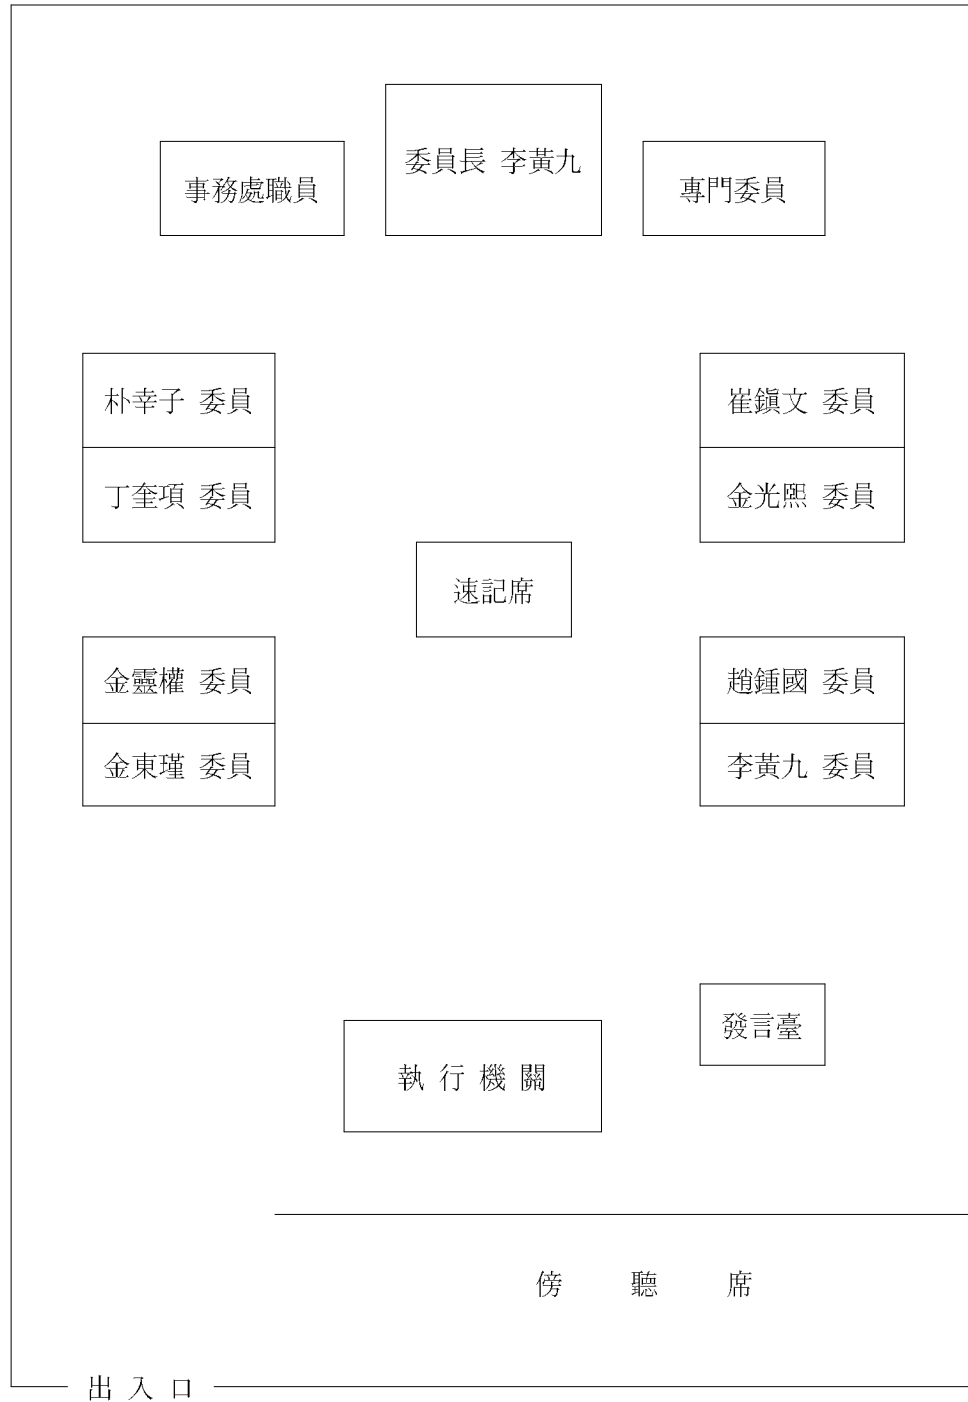 委員長 李黃九
事務處職員
專門委員
朴幸子 委員
崔鎭文 委員
丁奎項 委員
金光熙 委員
速記席
金靈權 委員
趙鍾國 委員
金東瑾 委員
李黃九 委員
發言臺
執 行 機 關
傍 聽 席
出 入 口